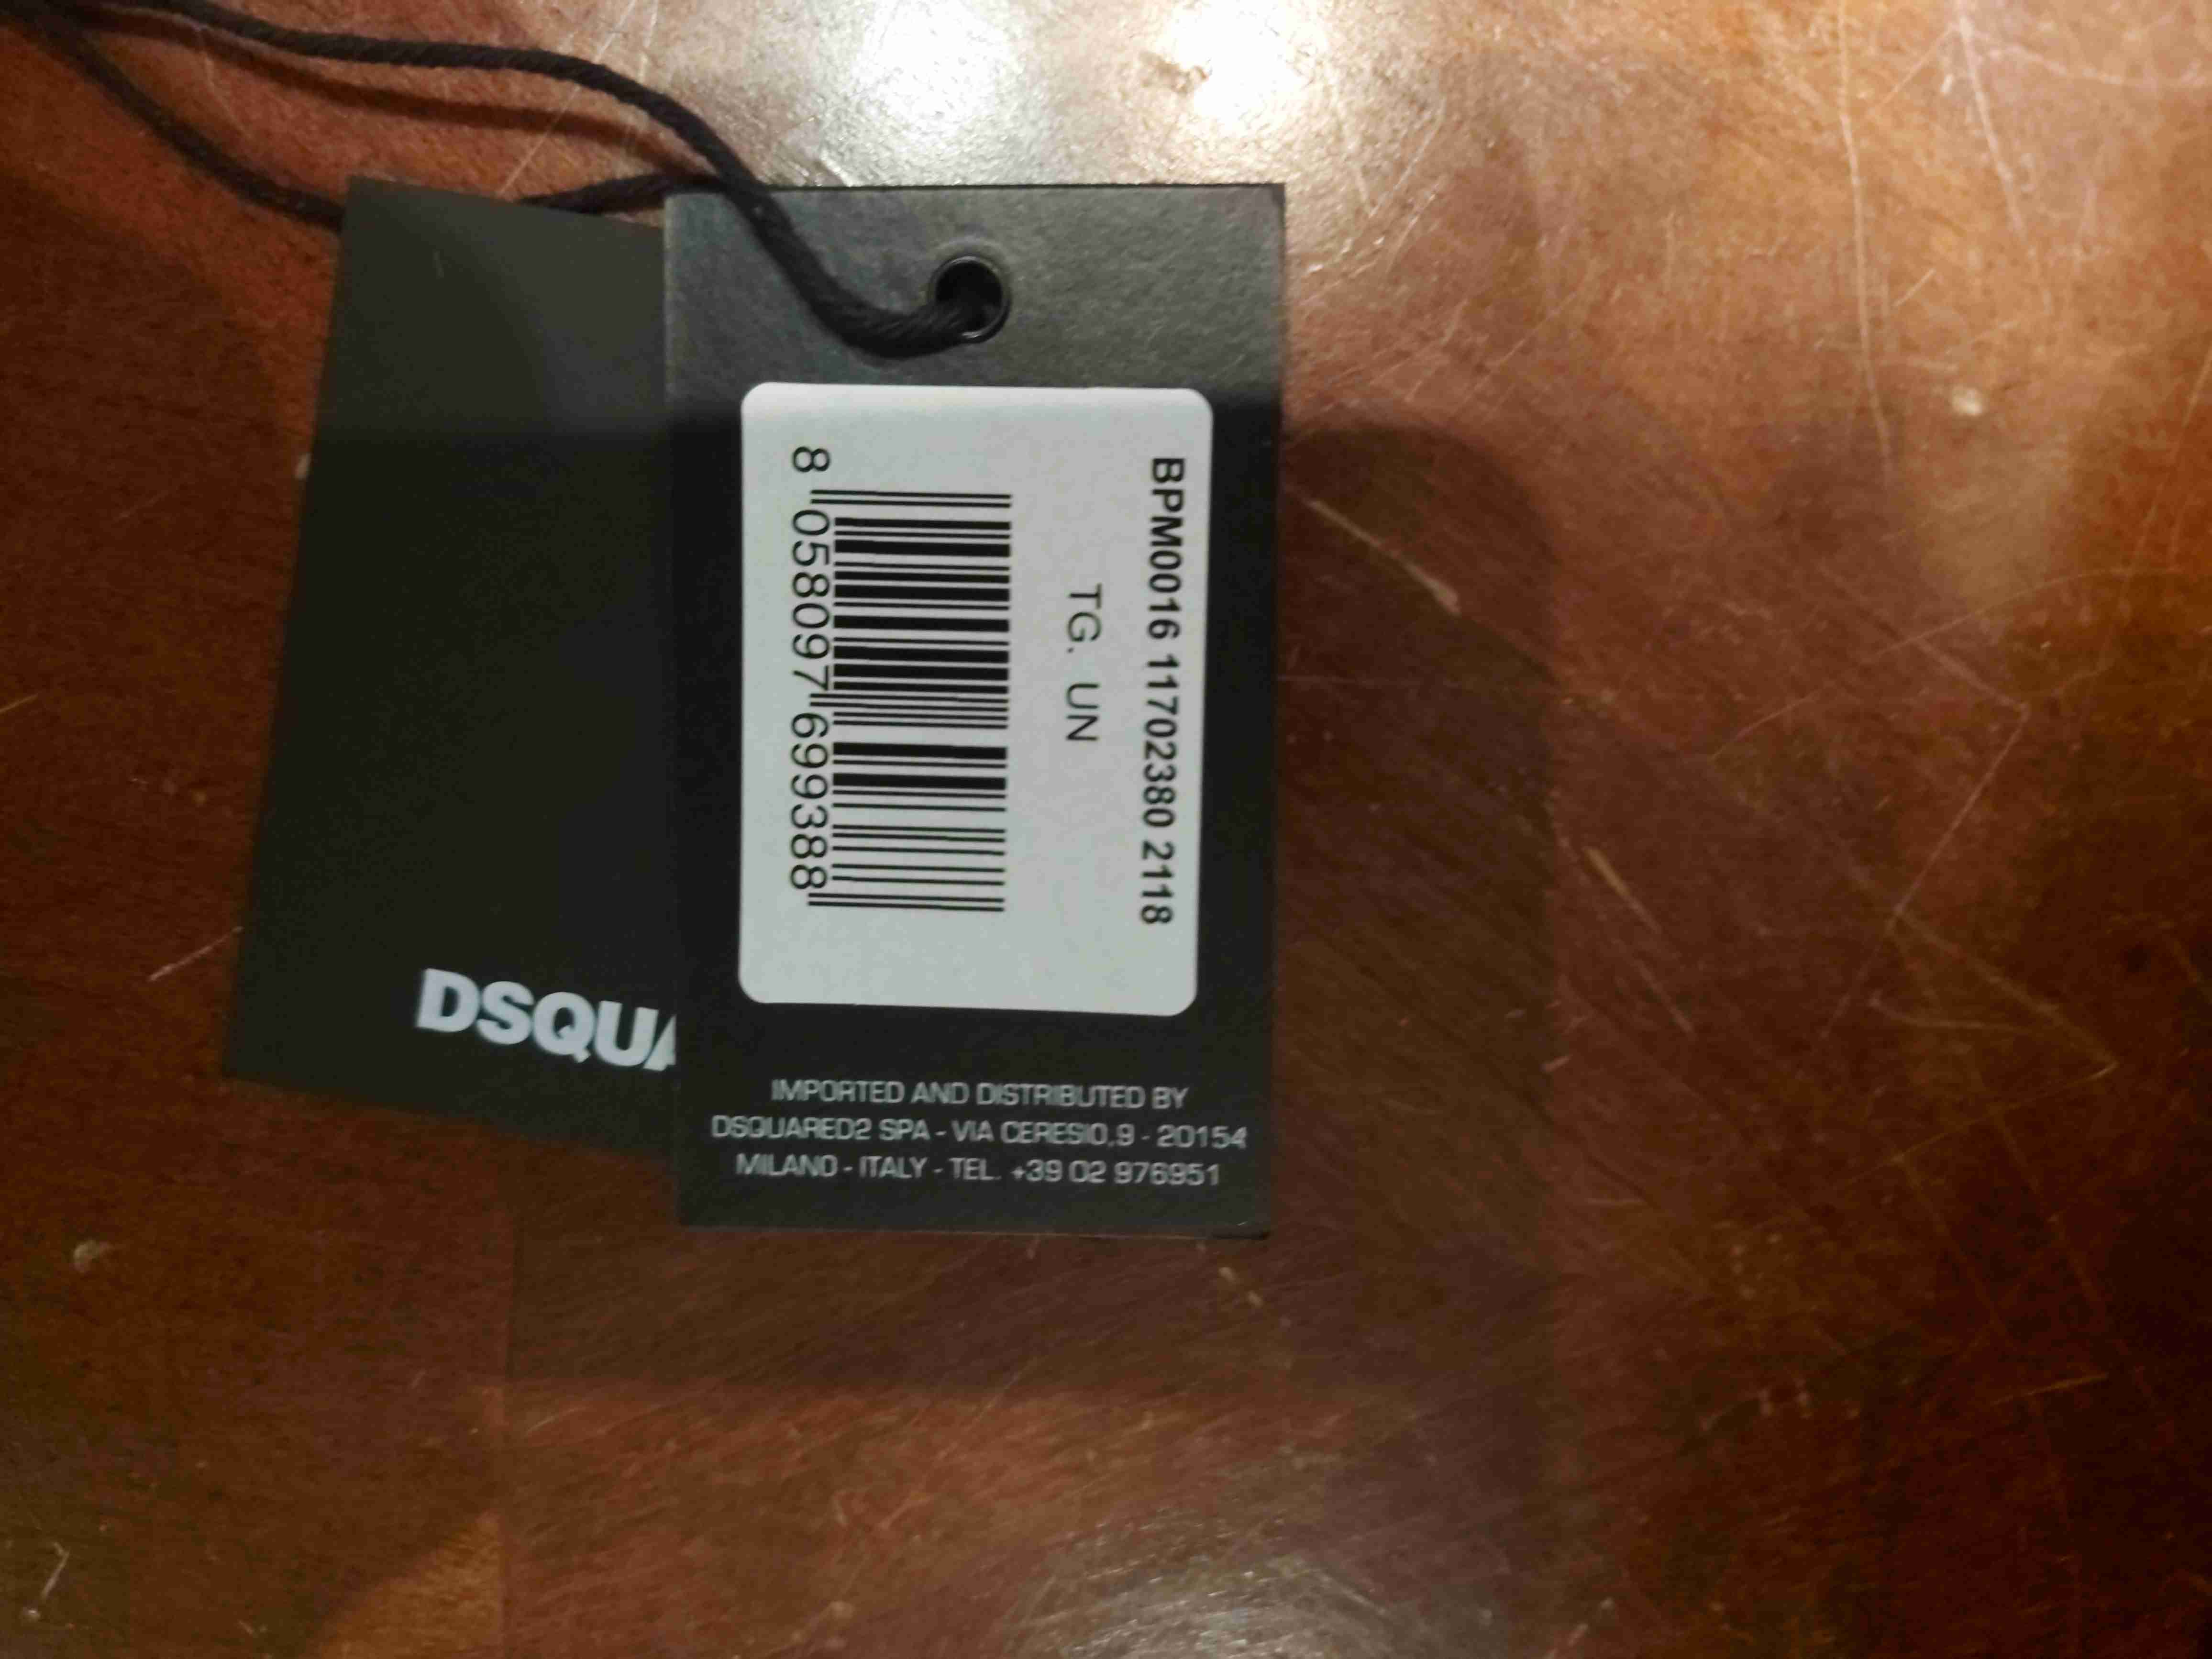 BPM0016 11702380 2118
TG. UN
8 058097 699388
DSQUA
IMPORTED AND DISTRIBUTED BY
DSQUARED2 SPA - VIA CERESIO,9 - 20154
MILANO - ITALY - TEL. +39 02 976951